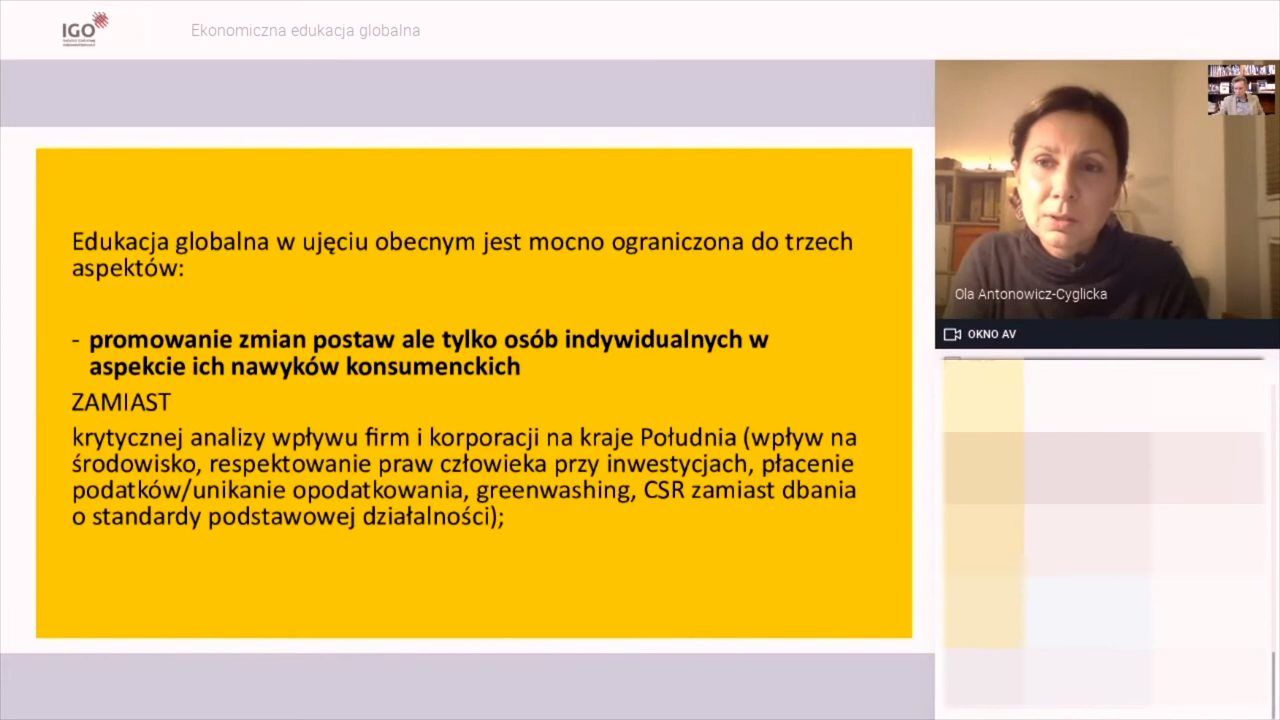 IGO
Ekonomiczna edukacja globalna
Edukacja globalna w ujęciu obecnym jest mocno ograniczona do trzech
aspektów:
- promowanie zmian postaw ale tylko osób indywidualnych w
aspekcie ich nawyków konsumenckich
ZAMIAST
krytycznej analizy wpływu firm i korporacji na kraje Południa (wpływ na
środowisko, respektowanie praw człowieka przy inwestycjach, płacenie
podatków/unikanie opodatkowania, greenwashing, CSR zamiast dbania
o standardy podstawowej działalności);
Ola Antonowicz-Cyglicka
OKNO AV